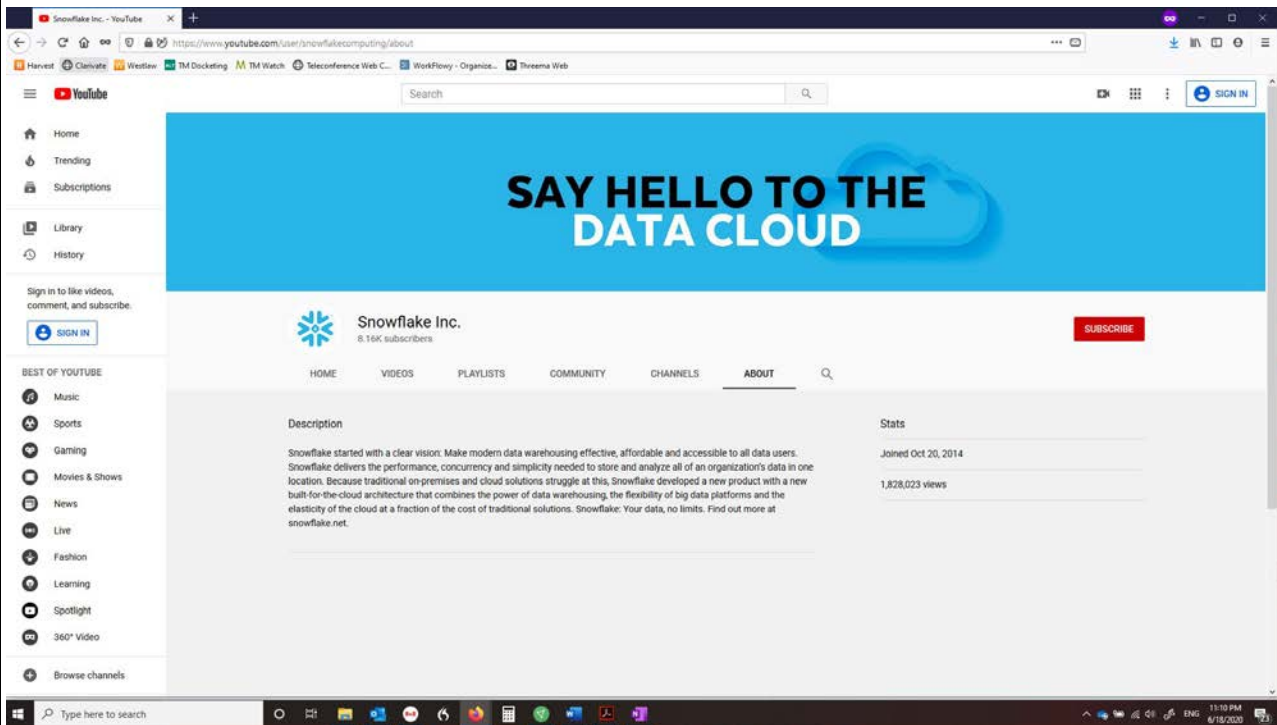 Snowflake Inc. - YouTube
https://www.youtube.com/user/snowflakecomputing/about
Harvest Clarivate Westlaw TM Docketing TM Watch Teleconference Web C... WorkFlowy - Organize... Threema Web
YouTube
Search
SIGN IN
Home
Trending
Subscriptions
Library
History
Sign in to like videos,
comment, and subscribe.
SIGN IN
BEST OF YOUTUBE
Music
Sports
Gaming
Movies & Shows
News
Live
Fashion
Learning
Spotlight
360° Video
Browse channels
SAY HELLO TO THE
DATA CLOUD
Snowflake Inc.
8.16K subscribers
SUBSCRIBE
HOME VIDEOS PLAYLISTS COMMUNITY CHANNELS ABOUT
Description
Snowflake started with a clear vision: Make modern data warehousing effective, affordable and accessible to all data users.
Snowflake delivers the performance, concurrency and simplicity needed to store and analyze all of an organization's data in one
location. Because traditional on-premises and cloud solutions struggle at this, Snowflake developed a new product with a new
built-for-the-cloud architecture that combines the power of data warehousing, the flexibility of big data platforms and the
elasticity of the cloud at a fraction of the cost of traditional solutions. Snowflake: Your data, no limits. Find out more at
snowflake.net.
Stats
Joined Oct 20, 2014
1,828,023 views
Type here to search
ENG
11:10 PM
6/18/2020